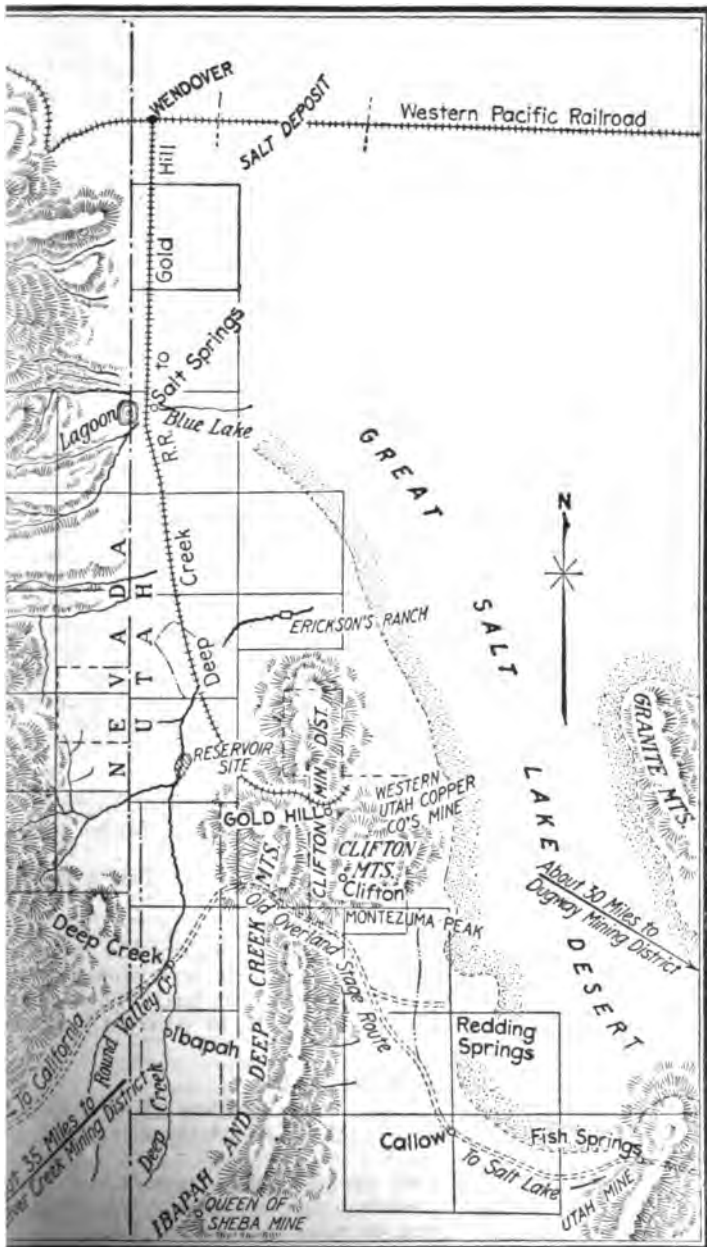 WENDOVER
SALT DEPOSIT
Western Pacific Railroad
Deep Creek R.R. to Gold Hill
Salt Springs
Lagoon
Blue Lake
GREAT SALT LAKE DESERT
N
NEVADA
UTAH
ERICKSON'S RANCH
RESERVOIR
SITE
GRANITE MTS.
CLIFTON MIN. DIST.
WESTERN
UTAH COPPER
CO'S MINE
GOLD HILL
CLIFTON
MTS.
Clifton
MONTEZUMA PEAK
About 30 Miles to
Dugway Mining District
Old Overland Stage Route
Deep Creek
Round Valley Cr.
To California
Ibapah
Redding
Springs
35 Miles to
Creek Mining District
Deep Creek
IBAPAH AND DEEP CREEK MTS.
Callow
Fish Springs
To Salt Lake
UTAH MINE
QUEEN OF
SHEBA MINE